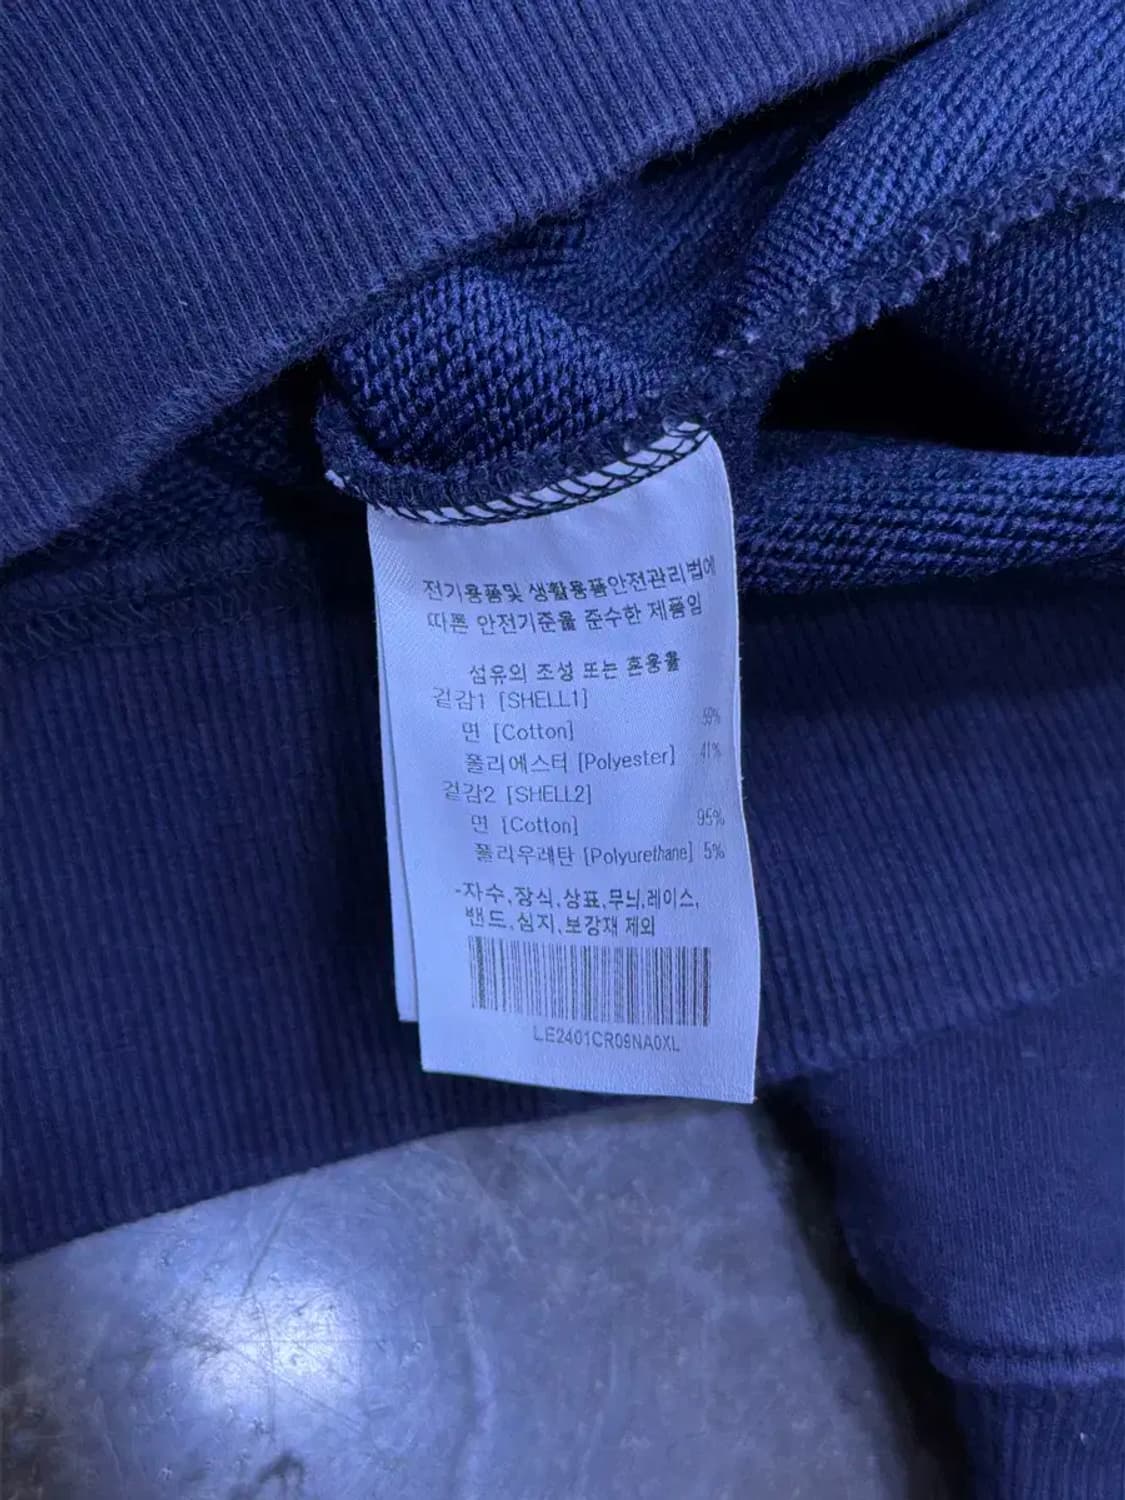 전기용품및 생활용품안전관리법에
따른 안전기준을 준수한 제품임
섬유의 조성 또는 혼용율
겉감1 [SHELL1]
면 [Cotton] 59%
폴리에스터 [Polyester] 41%
겉감2 [SHELL2]
면 [Cotton] 95%
폴리우레탄 [Polyurethane] 5%
-자수,장식,상표,무늬,레이스,
밴드,심지,보강재 제외
LE2401CR09NA0XL